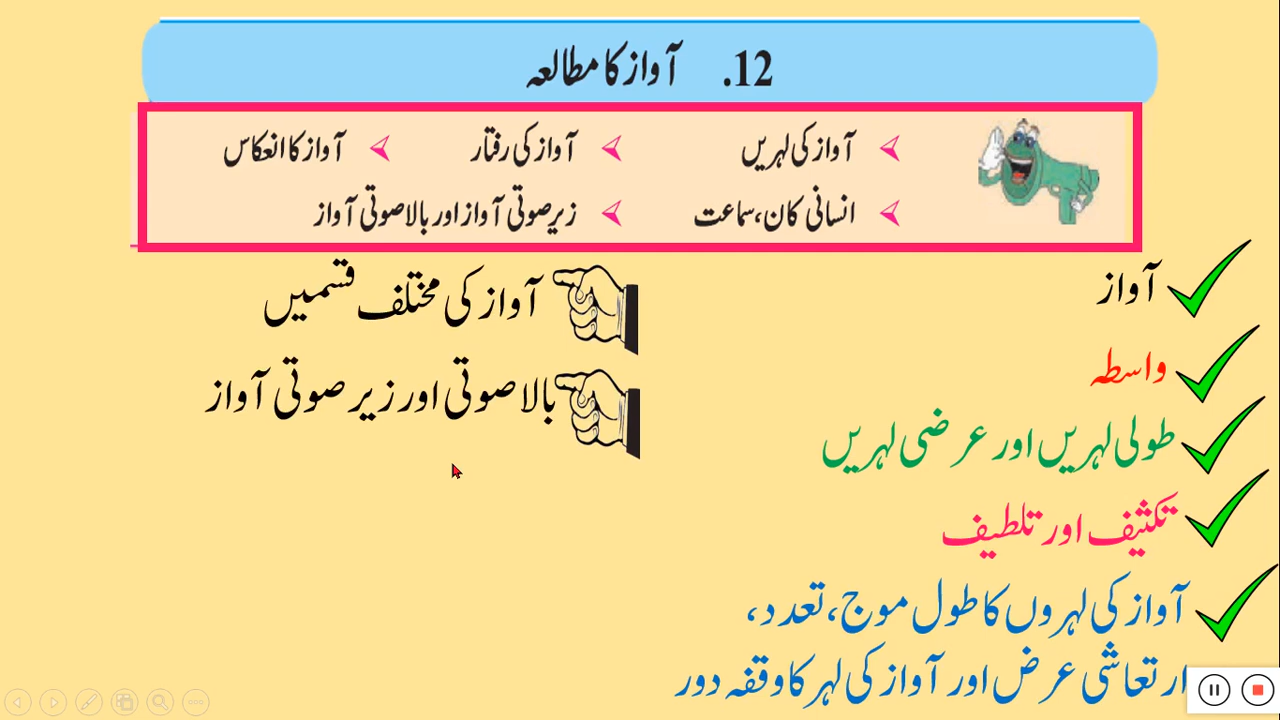 12. آواز کا مطالعہ
آواز کی لہریں آواز کی رفتار آواز کا انعکاس
انسانی کان، سماعت زیر صوتی آواز اور بالا صوتی آواز
آواز
واسطہ
طولی لہریں اور عرضی لہریں
تکثیف اور تلطیف
آواز کی لہروں کا طول موج، تعدد،
ارتعاشی عرض اور آواز کی لہر کا وقفہ دور
آواز کی مختلف قسمیں
بالا صوتی اور زیر صوتی آواز